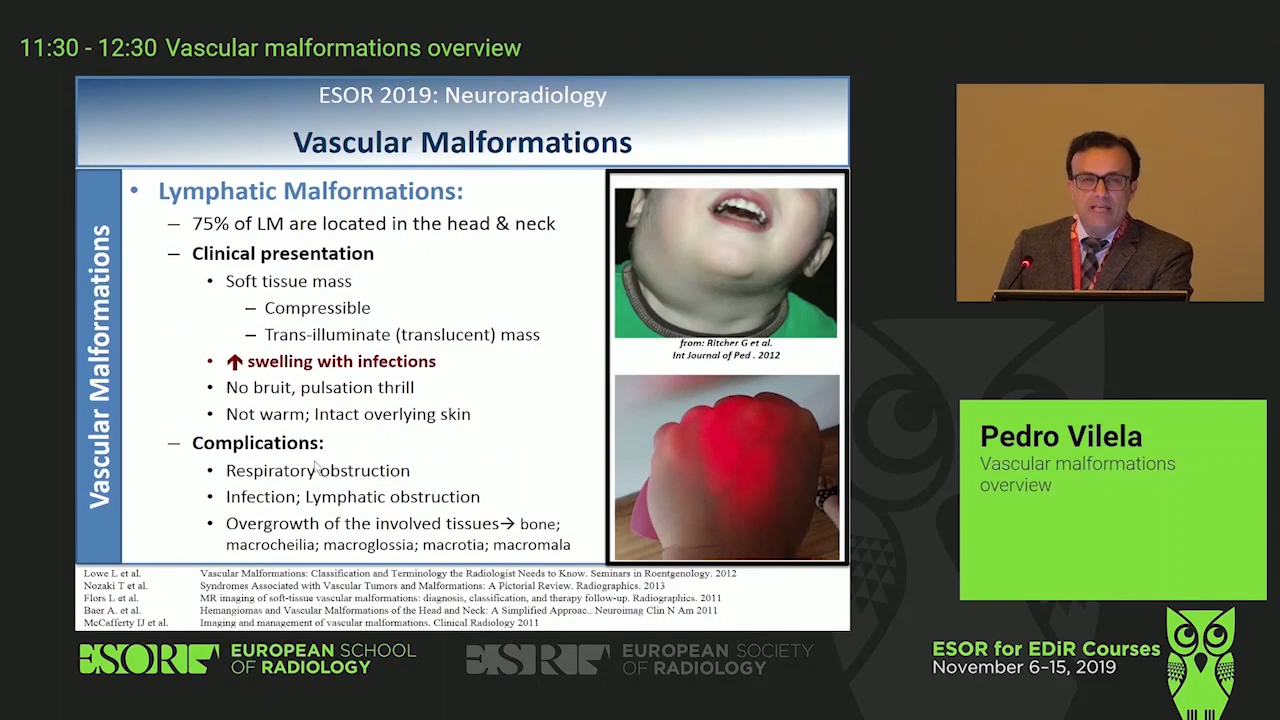 11:30 - 12:30 Vascular malformations overview
ESOR 2019: Neuroradiology
Vascular Malformations
Vascular Malformations
• Lymphatic Malformations:
– 75% of LM are located in the head & neck
– Clinical presentation
• Soft tissue mass
– Compressible
– Trans-illuminate (translucent) mass
• ↑ swelling with infections
• No bruit, pulsation thrill
• Not warm; Intact overlying skin
– Complications:
• Respiratory obstruction
• Infection; Lymphatic obstruction
• Overgrowth of the involved tissues→ bone;
macrocheilia; macroglossia; macrotia; macromala
from: Ritcher G et al.
Int Journal of Ped . 2012
Lowe L et al. Vascular Malformations: Classification and Terminology the Radiologist Needs to Know. Seminars in Roentgenology. 2012
Nozaki T et al. Syndromes Associated with Vascular Tumors and Malformations: A Pictorial Review. Radiographics. 2013
Flors L et al. MR imaging of soft-tissue vascular malformations: diagnosis, classification, and therapy follow-up. Radiographics. 2011
Baer A. et al. Hemangiomas and Vascular Malformations of the Head and Neck: A Simplified Approac.. Neuroimag Clin N Am 2011
McCafferty IJ et al. Imaging and management of vascular malformations. Clinical Radiology 2011
Pedro Vilela
Vascular malformations
overview
ESOR EUROPEAN SCHOOL
OF RADIOLOGY
ESR EUROPEAN SOCIETY
OF RADIOLOGY
ESOR for EDiR Courses
November 6–15, 2019